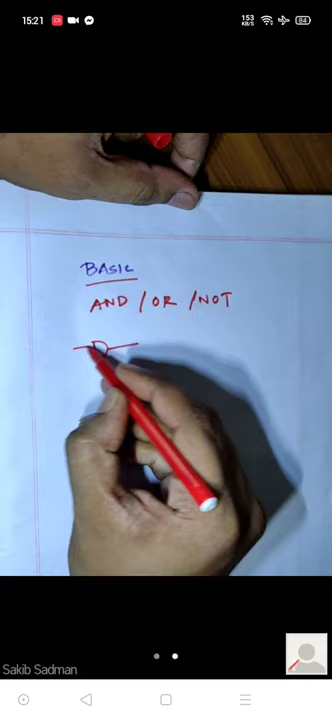 15:21
153
KB/S
84
BASIC
AND / OR / NOT
Sakib Sadman